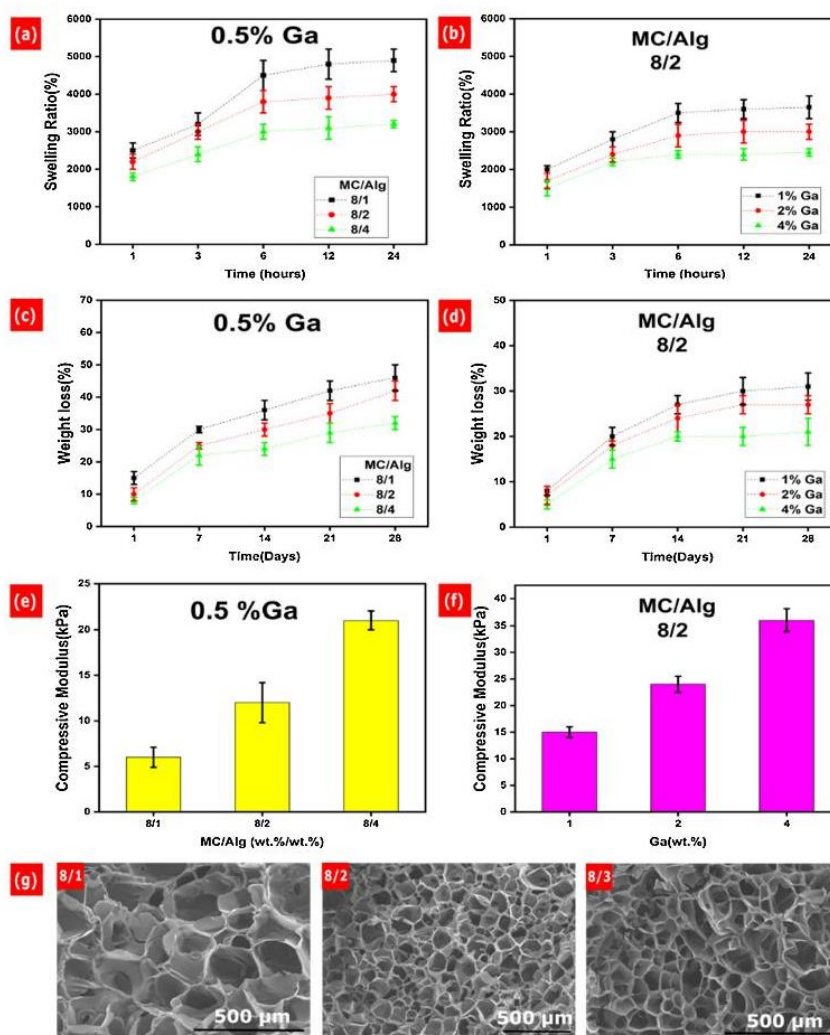 (a)
0.5% Ga
Swelling Ratio(%)
6000
5000
4000
3000
2000
1000
0
MC/Alg
8/1
8/2
8/4
1 3 6 12 24
Time (hours)
(b)
MC/Alg
8/2
Swelling Ratio(%)
6000
5000
4000
3000
2000
1000
0
1% Ga
2% Ga
4% Ga
1 3 6 12 24
Time (hours)
(c)
0.5% Ga
Weight loss(%)
70
60
50
40
30
20
10
0
MC/Alg
8/1
8/2
8/4
1 7 14 21 28
Time(Days)
(d)
MC/Alg
8/2
Weight loss(%)
50
40
30
20
10
0
1% Ga
2% Ga
4% Ga
1 7 14 21 28
Time(Days)
(e)
0.5 %Ga
Compressive Modulus(kPa)
25
20
15
10
5
0
8/1 8/2 8/4
MC/Alg (wt.%/wt.%)
(f)
MC/Alg
8/2
Compressive Modulus(kPa)
40
35
30
25
20
15
10
5
0
1 2 4
Ga(wt.%)
(g)
8/1
500 µm
8/2
500 µm
8/3
500 µm